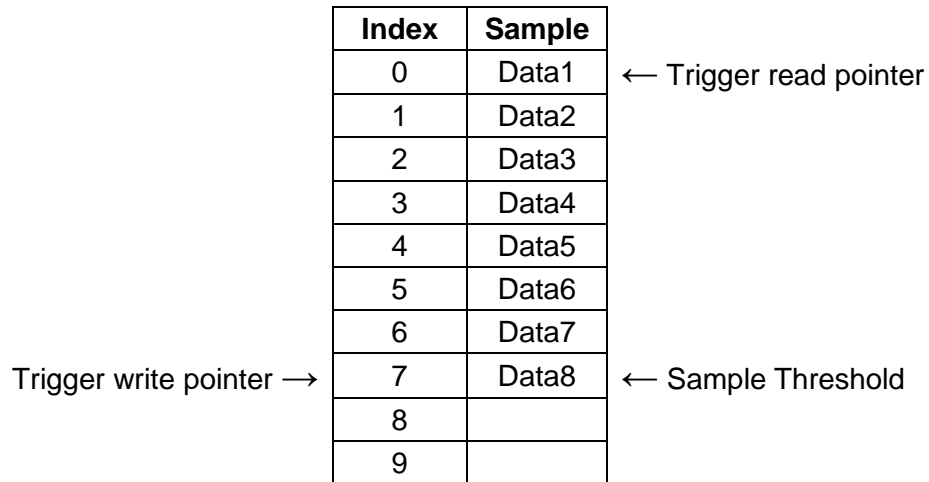 Index Sample
0 Data1 ← Trigger read pointer
1 Data2
2 Data3
3 Data4
4 Data5
5 Data6
6 Data7
Trigger write pointer → 7 Data8 ← Sample Threshold
8
9